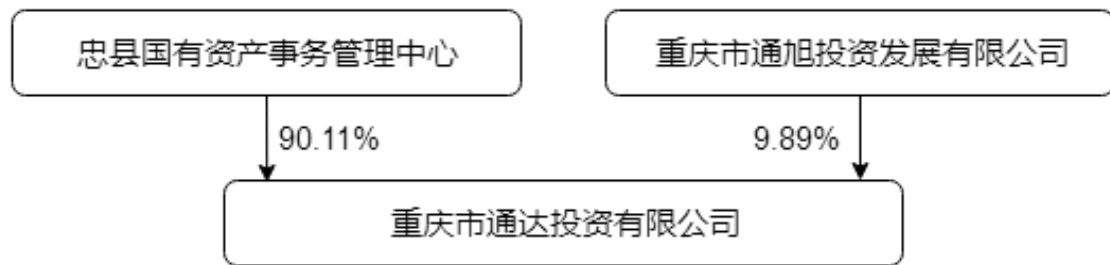 忠县国有资产事务管理中心
重庆市通旭投资发展有限公司
90.11%
9.89%
重庆市通达投资有限公司